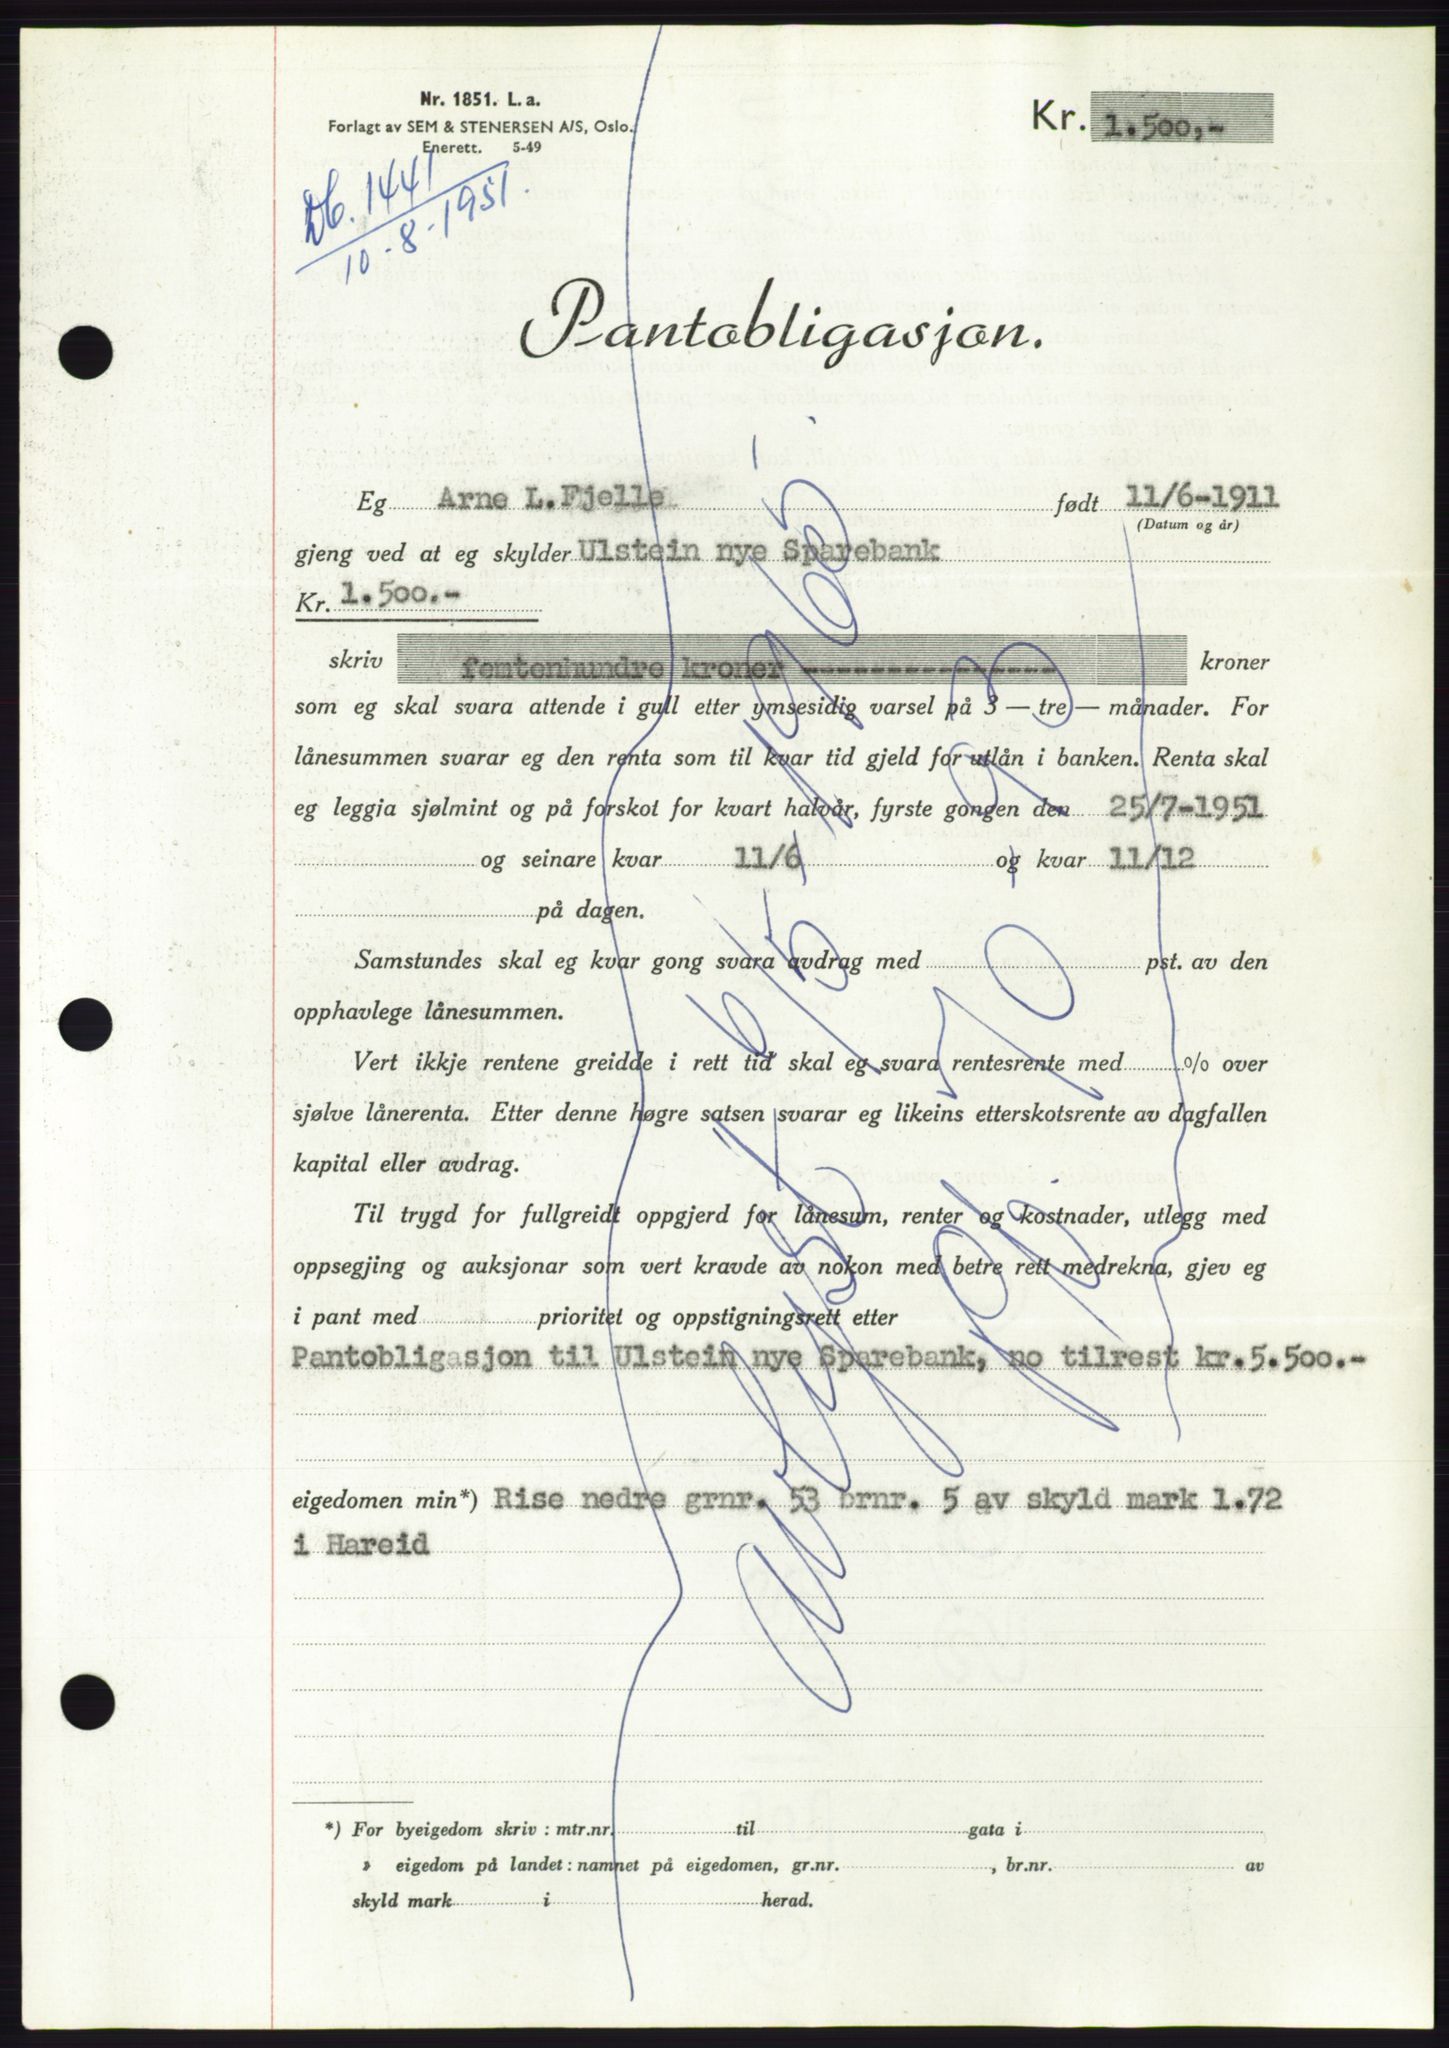 Nr. 1851. L. a.
Forlagt av SEM & STENERSEN A/S, Oslo.
Enerett. 5-49
Kr. 1.500,-
Db. 1441
10-8-1951.
Pantobligasjon.
Eg Arne L.Fjelle født 11/6-1911
(Datum og år)
gjeng ved at eg skylder Ulstein nye Sparebank
Kr. 1.500.-
skriv femtenhundre kroner ---------------- kroner
som eg skal svara attende i gull etter ymsesidig varsel på 3 — tre — månader. For
lånesummen svarar eg den renta som til kvar tid gjeld for utlån i banken. Renta skal
eg leggja sjølmint og på forskot for kvart halvår, fyrste gongen den 25/7-1951
og seinare kvar 11/6 og kvar 11/12
på dagen.
Samstundes skal eg kvar gong svara avdrag med pst. av den
opphavlege lånesummen.
Vert ikkje rentene greidde i rett tid skal eg svara rentesrente med % over
sjølve lånerenta. Etter denne høgre satsen svarar eg likeins etterskotsrente av dagfallen
kapital eller avdrag.
Til trygd for fullgreidt oppgjerd for lånesum, renter og kostnader, utlegg med
oppsegjing og auksjonar som vert kravde av nokon med betre rett medrekna, gjev eg
i pant med prioritet og oppstigningsrett etter
Pantobligasjon til Ulstein nye Sparebank, no tilrest kr.5.500.-
eigedomen min*) Rise nedre grnr. 53 brnr. 5 av skyld mark 1.72
i Hareid
*) For byeigedom skriv : mtr.nr. til gata i
» eigedom på landet : namnet på eigedomen, gr.nr. , br.nr. av
skyld mark i herad.
avlyst 6/5 1965